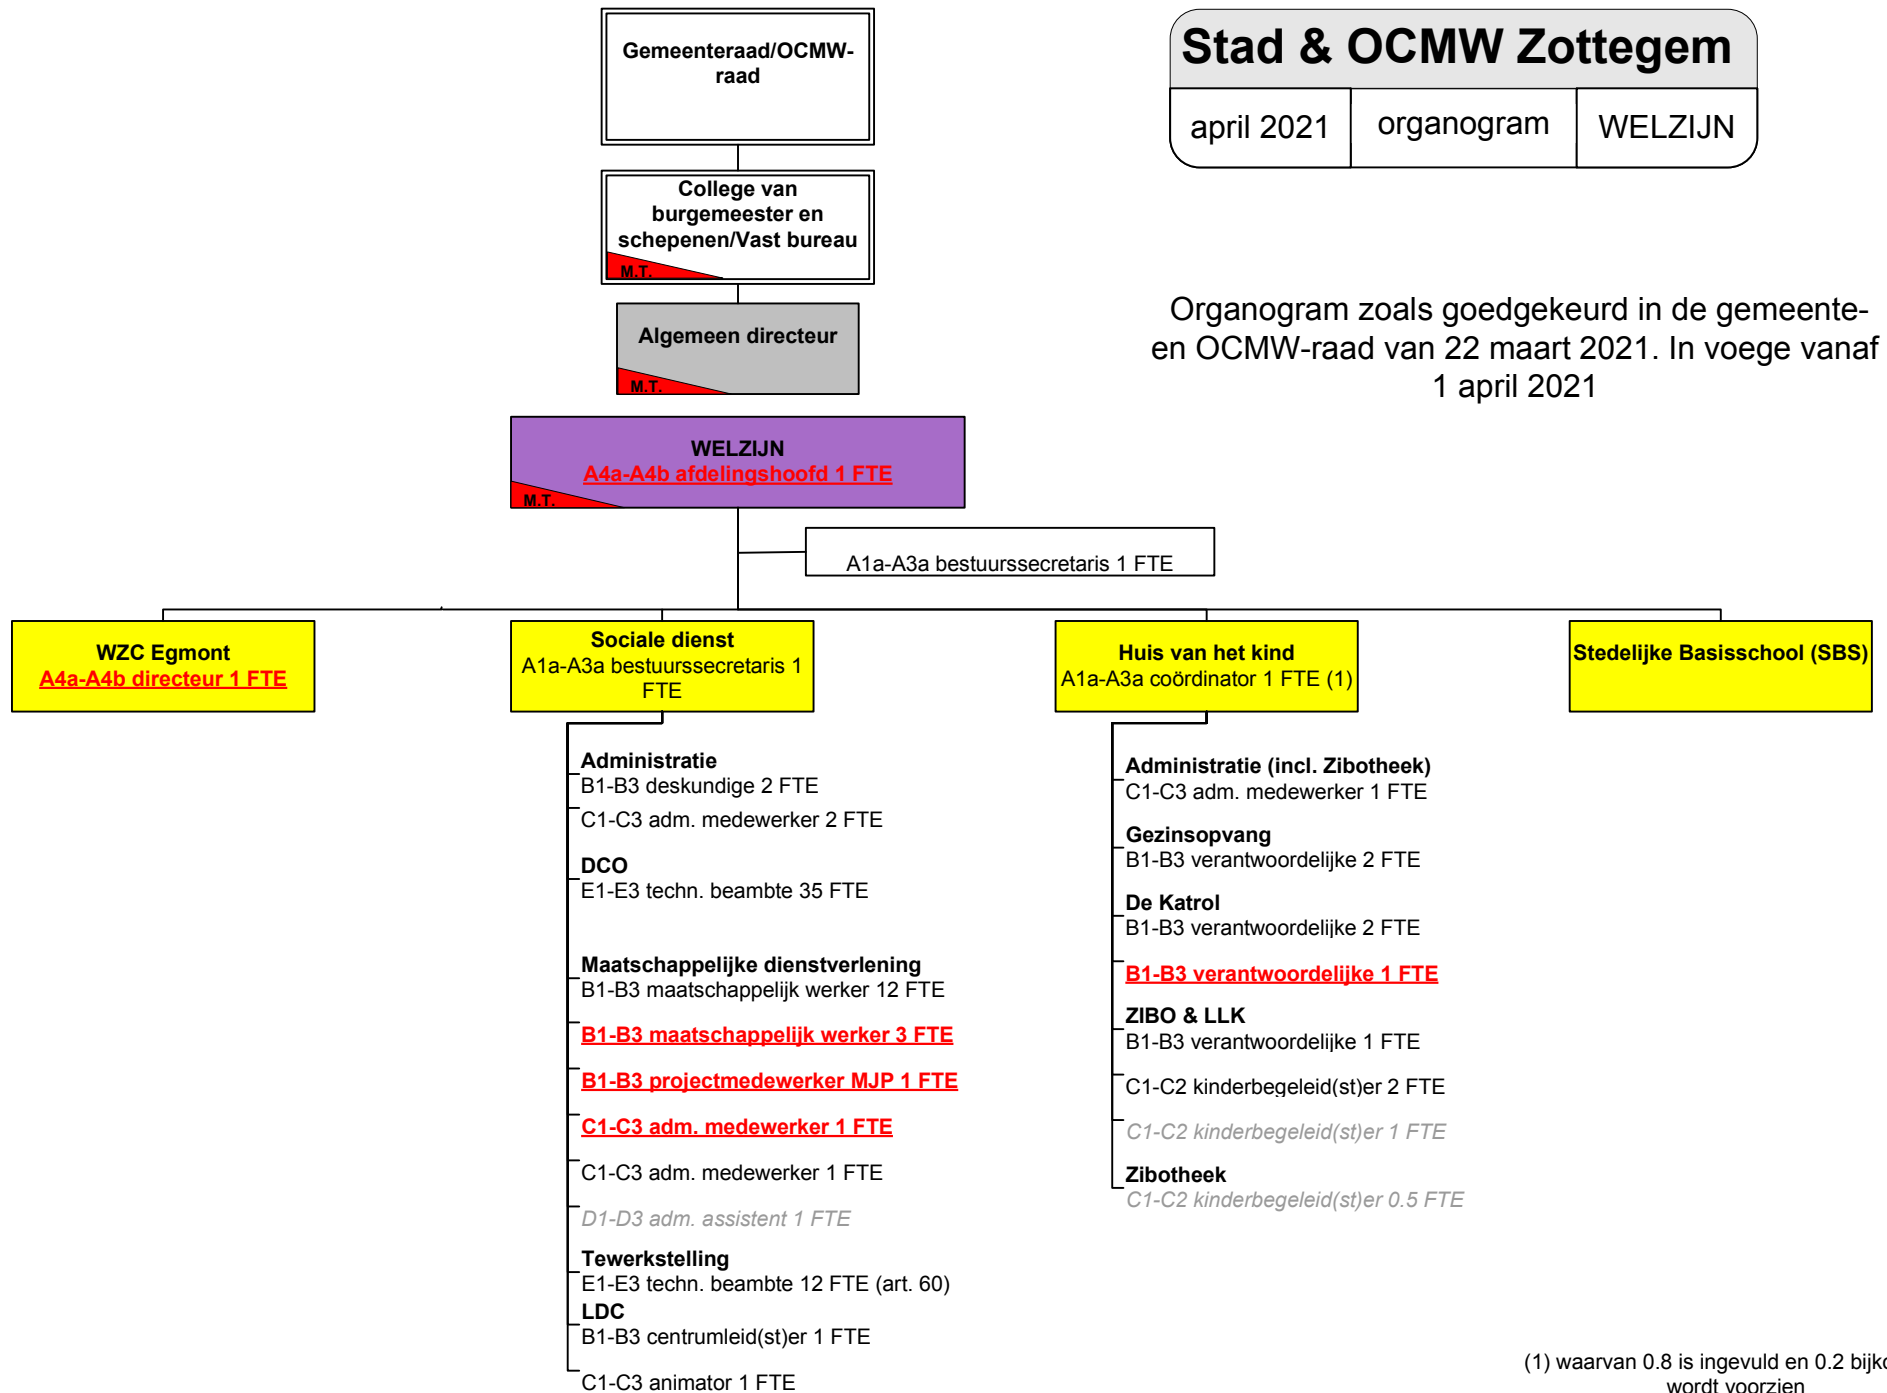 Gemeenteraad/OCMW-
raad
Stad & OCMW Zottegem
april 2021
organogram
WELZIJN
College van
burgemeester en
schepenen/Vast bureau
M.T.
Algemeen directeur
M.T.
Organogram zoals goedgekeurd in de gemeente-
en OCMW-raad van 22 maart 2021. In voege vanaf
1 april 2021
WELZIJN
A4a-A4b afdelingshoofd 1 FTE
M.T.
A1a-A3a bestuurssecretaris 1 FTE
WZC Egmont
A4a-A4b directeur 1 FTE
Sociale dienst
A1a-A3a bestuurssecretaris 1
FTE
Huis van het kind
A1a-A3a coördinator 1 FTE (1)
Stedelijke Basisschool (SBS)
Administratie
B1-B3 deskundige 2 FTE
C1-C3 adm. medewerker 2 FTE
DCO
E1-E3 techn. beambte 35 FTE
Maatschappelijke dienstverlening
B1-B3 maatschappelijk werker 12 FTE
B1-B3 maatschappelijk werker 3 FTE
B1-B3 projectmedewerker MJP 1 FTE
C1-C3 adm. medewerker 1 FTE
C1-C3 adm. medewerker 1 FTE
D1-D3 adm. assistent 1 FTE
Tewerkstelling
E1-E3 techn. beambte 12 FTE (art. 60)
LDC
B1-B3 centrumleid(st)er 1 FTE
C1-C3 animator 1 FTE
Administratie (incl. Zibotheek)
C1-C3 adm. medewerker 1 FTE
Gezinsopvang
B1-B3 verantwoordelijke 2 FTE
De Katrol
B1-B3 verantwoordelijke 2 FTE
B1-B3 verantwoordelijke 1 FTE
ZIBO & LLK
B1-B3 verantwoordelijke 1 FTE
C1-C2 kinderbegeleid(st)er 2 FTE
C1-C2 kinderbegeleid(st)er 1 FTE
Zibotheek
C1-C2 kinderbegeleid(st)er 0.5 FTE
(1) waarvan 0.8 is ingevuld en 0.2
wordt voorzien